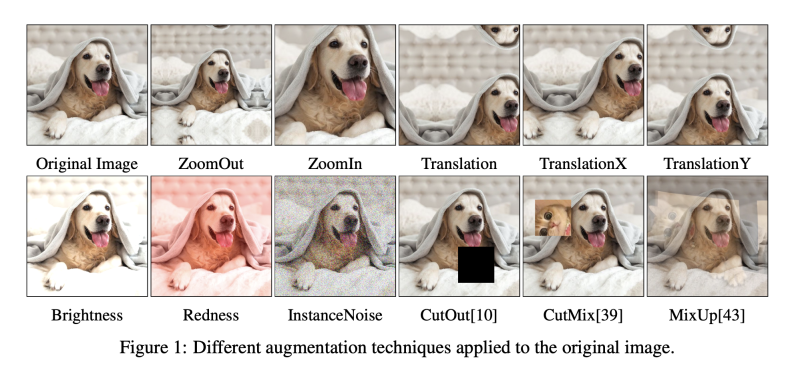 Original Image ZoomOut ZoomIn Translation TranslationX TranslationY
Brightness Redness InstanceNoise CutOut[10] CutMix[39] MixUp[43]
Figure 1: Different augmentation techniques applied to the original image.